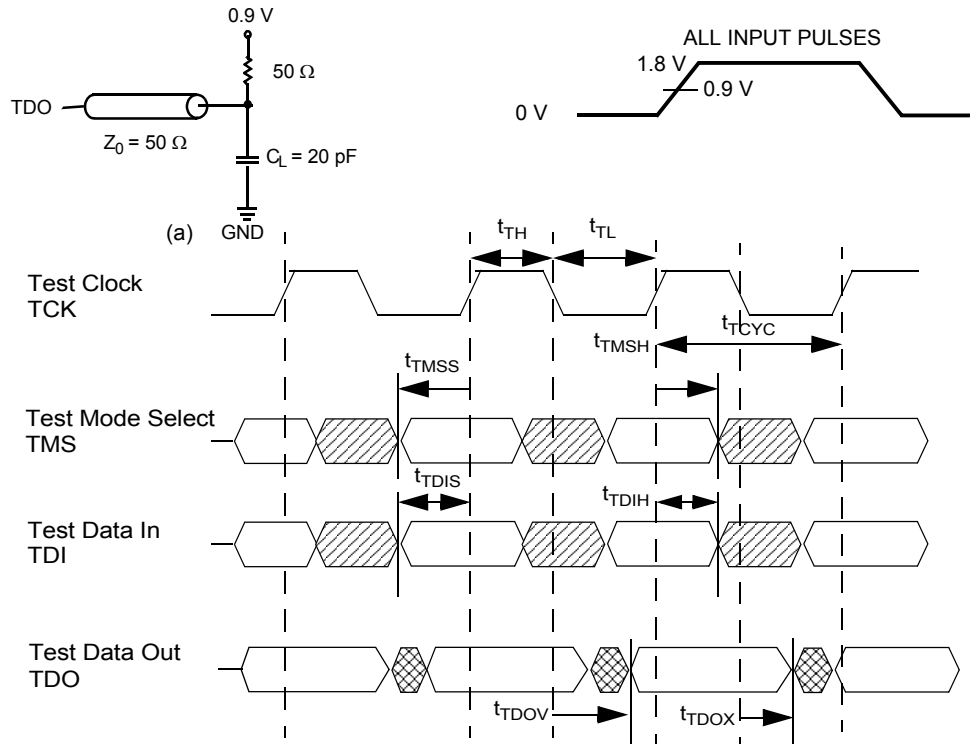 0.9 V
50 Ω
TDO
Z0 = 50 Ω
CL = 20 pF
(a)
GND
ALL INPUT PULSES
1.8 V
0.9 V
0 V
tTH
tTL
Test Clock
TCK
tTCYC
tTMSH
tTMSS
Test Mode Select
TMS
tTDIS
tTDIH
Test Data In
TDI
Test Data Out
TDO
tTDOV
tTDOX